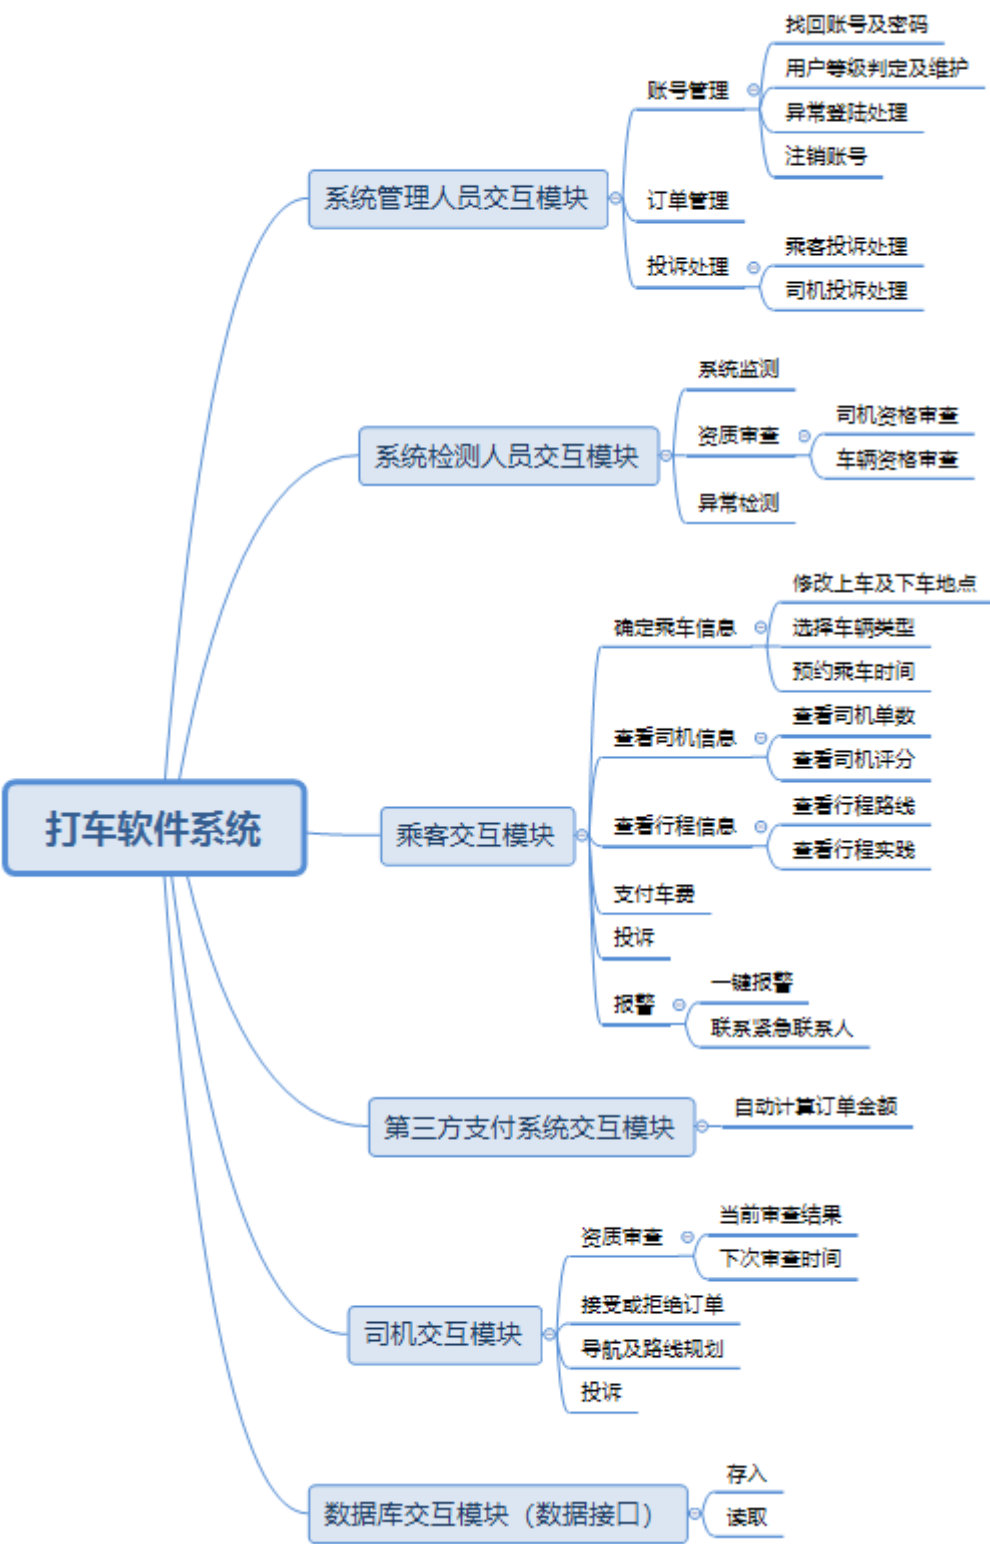 找回账号及密码
用户等级判定及维护
账号管理
异常登陆处理
注销账号
系统管理人员交互模块
订单管理
乘客投诉处理
投诉处理
司机投诉处理
系统监测
司机资格审查
资质审查
车辆资格审查
系统检测人员交互模块
异常检测
修改上车及下车地点
确定乘车信息
选择车辆类型
预约乘车时间
查看司机单数
查看司机信息
查看司机评分
打车软件系统
乘客交互模块
查看行程路线
查看行程信息
查看行程实践
支付车费
投诉
一键报警
报警
联系紧急联系人
第三方支付系统交互模块
自动计算订单金额
当前审查结果
资质审查
下次审查时间
接受或拒绝订单
司机交互模块
导航及路线规划
投诉
存入
数据库交互模块（数据接口）
读取